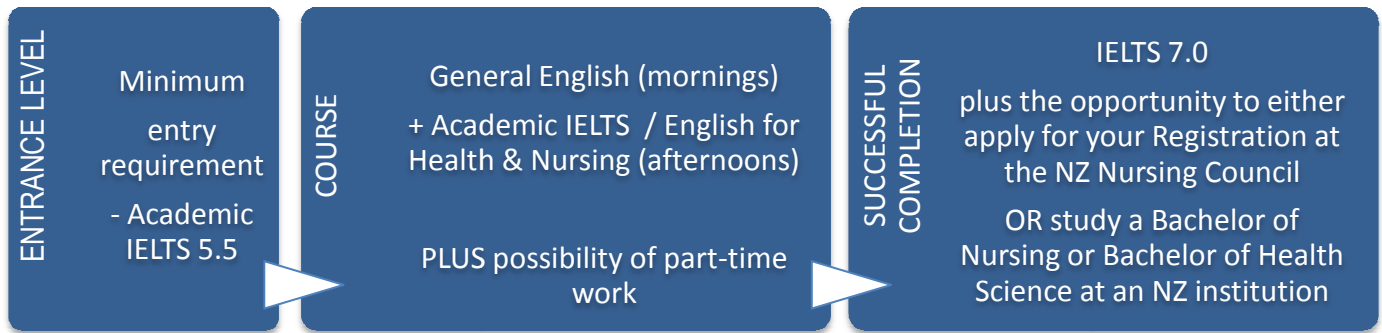 ENTRANCE LEVEL
Minimum
entry
requirement
- Academic
IELTS 5.5
COURSE
General English (mornings)
+ Academic IELTS / English for
Health & Nursing (afternoons)
PLUS possibility of part-time
work
SUCCESSFUL
COMPLETION
IELTS 7.0
plus the opportunity to either
apply for your Registration at
the NZ Nursing Council
OR study a Bachelor of
Nursing or Bachelor of Health
Science at an NZ institution